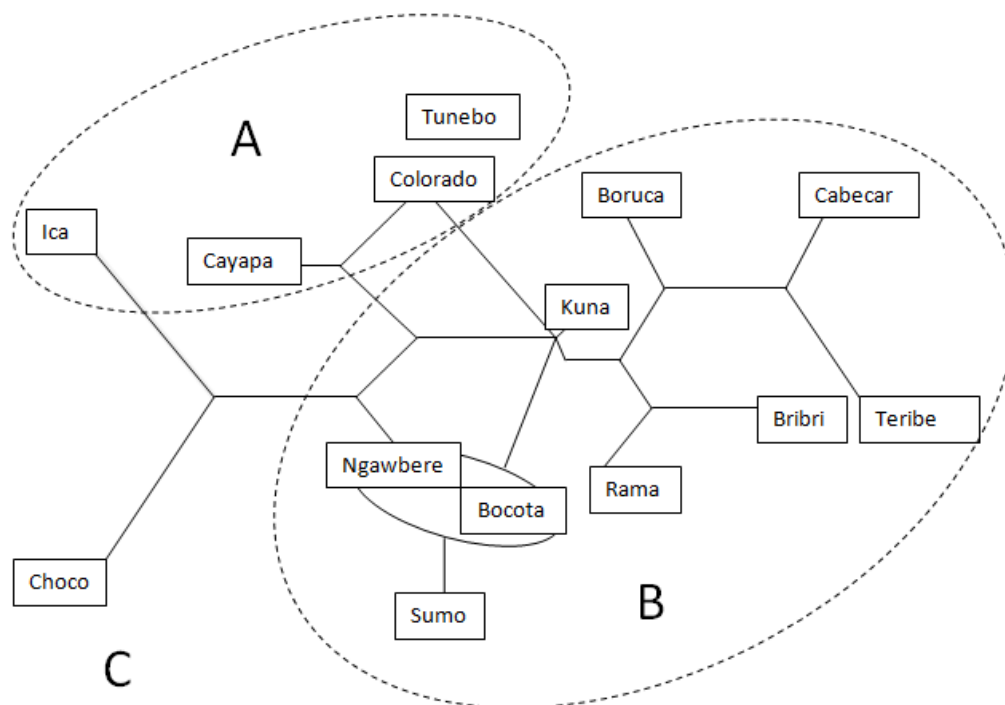 Tunebo
A
Colorado
Boruca
Cabecar
Ica
Cayapa
Kuna
Bribri
Teribe
Ngawbere
Rama
Bocota
Choco
Sumo
B
C